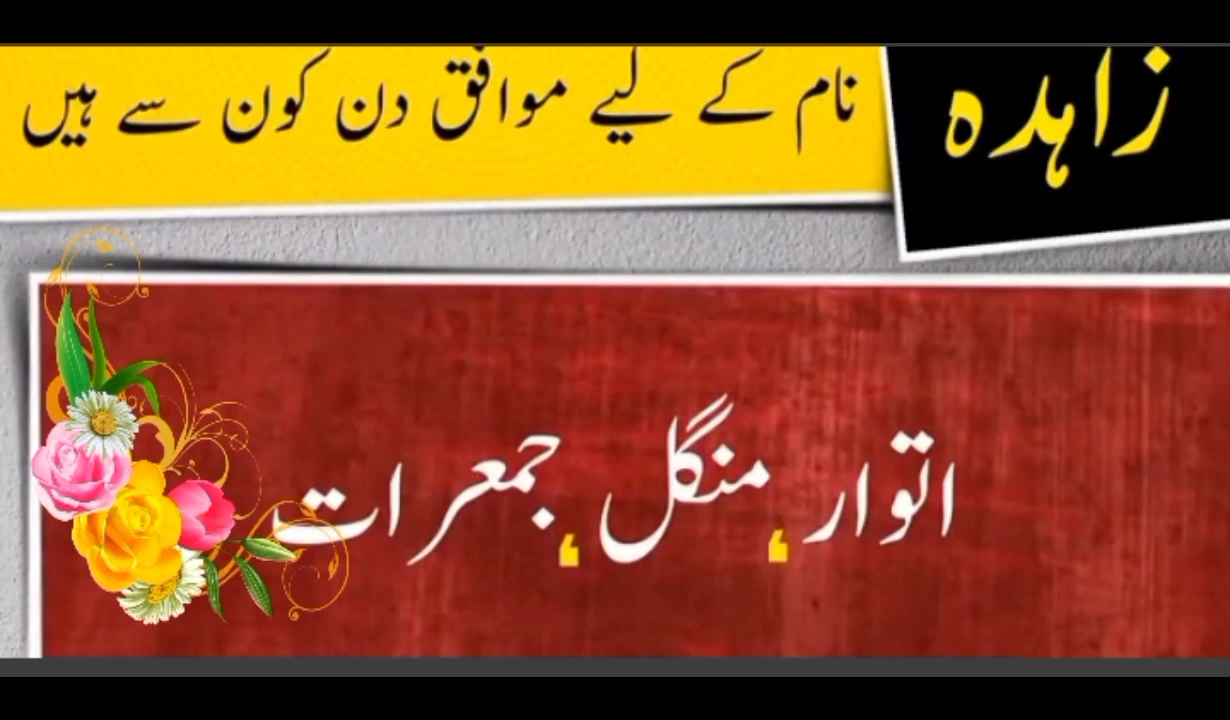 زاہدہ نام کے لیے موافق دن کون سے ہیں
اتوار، منگل، جمعرات